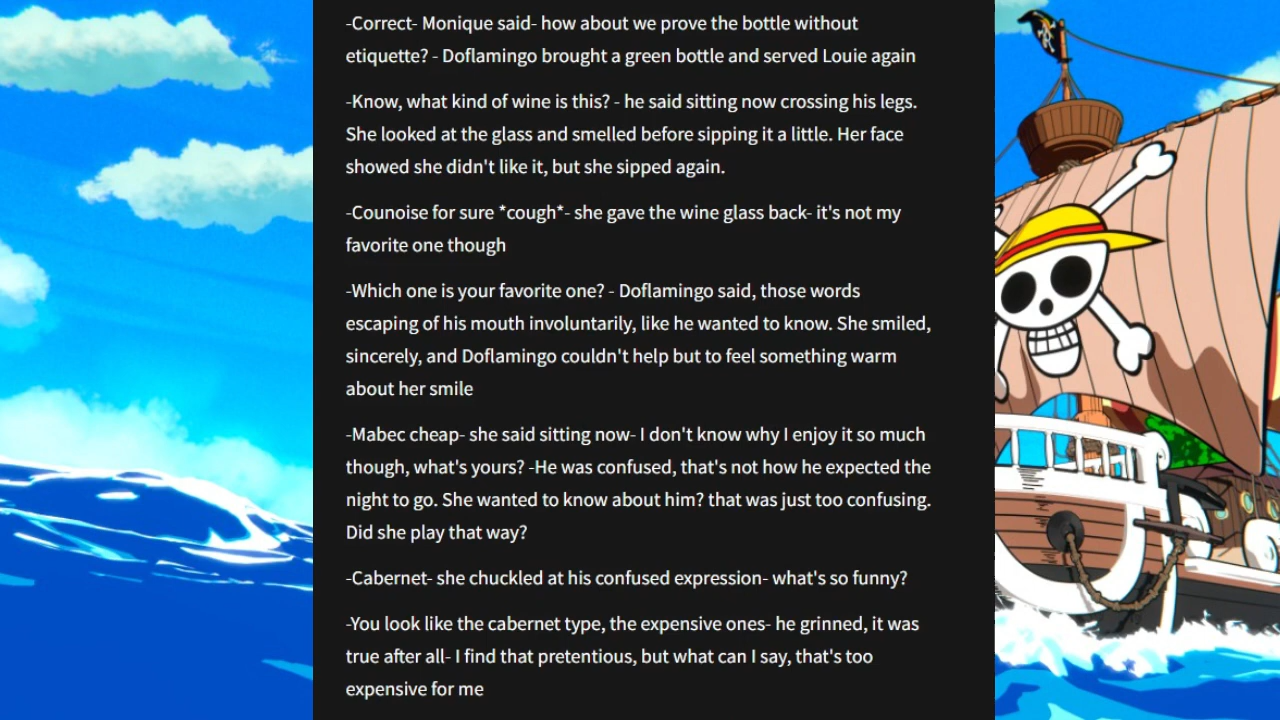 -Correct- Monique said- how about we prove the bottle without
etiquette? - Doflamingo brought a green bottle and served Louie again
-Know, what kind of wine is this? - he said sitting now crossing his legs.
She looked at the glass and smelled before sipping it a little. Her face
showed she didn't like it, but she sipped again.
-Counoise for sure *cough*- she gave the wine glass back- it's not my
favorite one though
-Which one is your favorite one? - Doflamingo said, those words
escaping of his mouth involuntarily, like he wanted to know. She smiled,
sincerely, and Doflamingo couldn't help but to feel something warm
about her smile
-Mabec cheap- she said sitting now- I don't know why I enjoy it so much
though, what's yours? -He was confused, that's not how he expected the
night to go. She wanted to know about him? that was just too confusing.
Did she play that way?
-Cabernet- she chuckled at his confused expression- what's so funny?
-You look like the cabernet type, the expensive ones- he grinned, it was
true after all- I find that pretentious, but what can I say, that's too
expensive for me